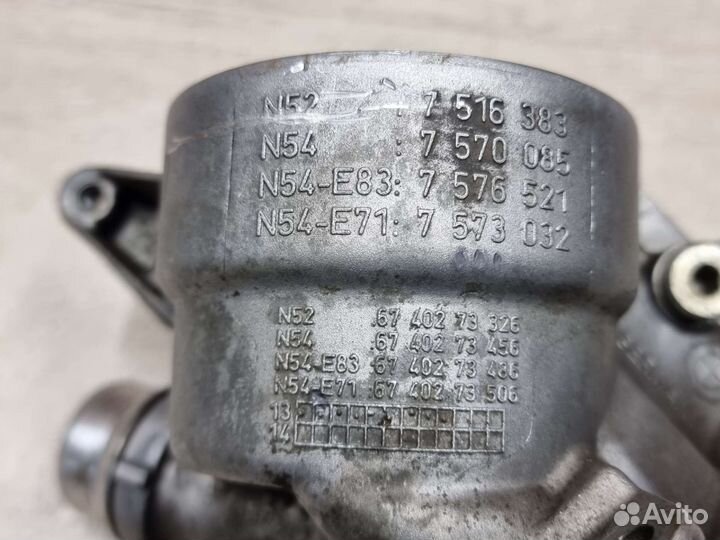 N52 : 7 516 383
N54 : 7 570 085
N54-E83: 7 576 521
N54-E71: 7 573 032
N52 .67 402 73 326
N54 .67 402 73 456
N54-E83 .67 402 73 486
N54-E71 .67 402 73 506
13
14
Avito